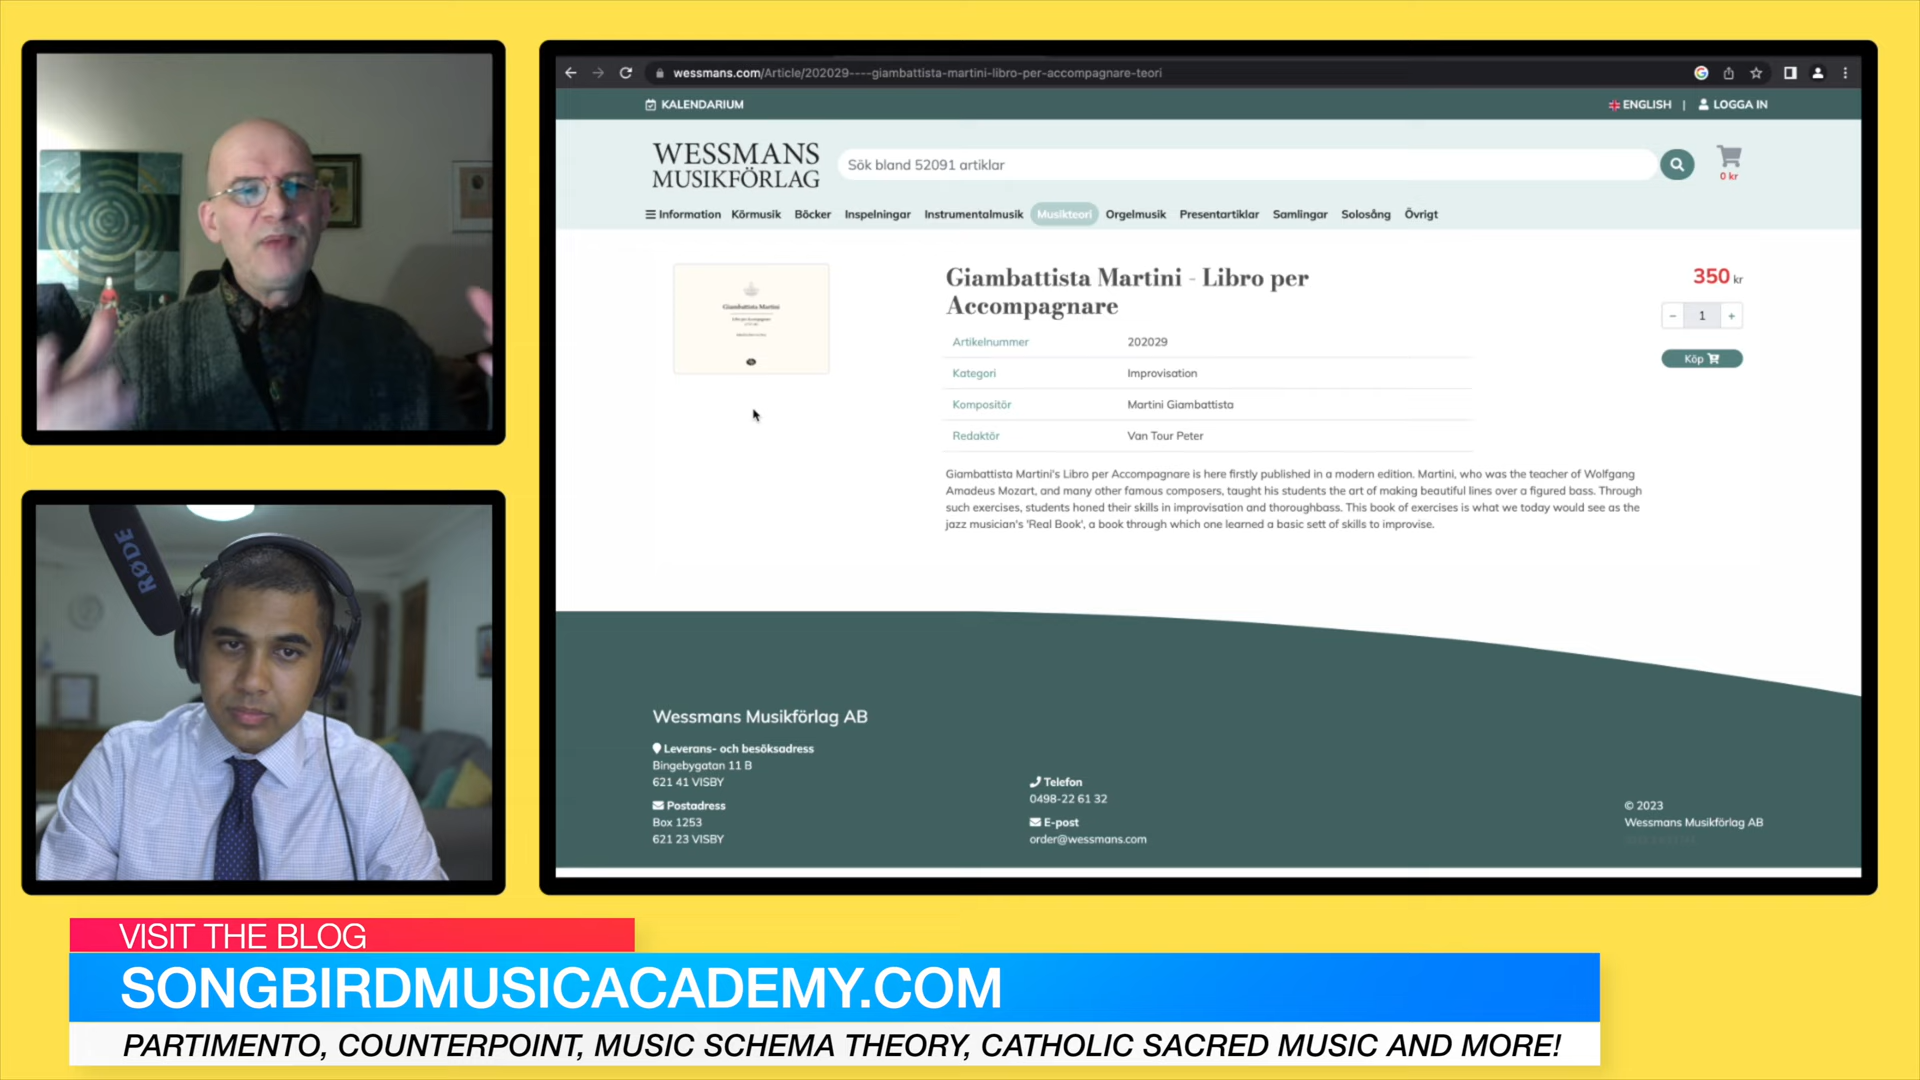 wessmans.com/Article/202029----giambattista-martini-libro-per-accompagnare-teori
KALENDARIUM
ENGLISH | LOGGA IN
WESSMANS
MUSIKFÖRLAG
Sök bland 52091 artiklar
0 kr
Information Körmusik Böcker Inspelningar Instrumentalmusik Musikteori Orgelmusik Presentartiklar Samlingar Solosång Övrigt
Giambattista Martini
Giambattista Martini - Libro per
Accompagnare
350 kr
− 1 +
Köp
Artikelnummer 202029
Kategori Improvisation
Kompositör Martini Giambattista
Redaktör Van Tour Peter
Giambattista Martini's Libro per Accompagnare is here firstly published in a modern edition. Martini, who was the teacher of Wolfgang
Amadeus Mozart, and many other famous composers, taught his students the art of making beautiful lines over a figured bass. Through
such exercises, students honed their skills in improvisation and thoroughbass. This book of exercises is what we today would see as the
jazz musician's 'Real Book', a book through which one learned a basic sett of skills to improvise.
RØDE
Wessmans Musikförlag AB
Leverans- och besöksadress
Bingebygatan 11 B
621 41 VISBY
Postadress
Box 1253
621 23 VISBY
Telefon
0498-22 61 32
E-post
order@wessmans.com
© 2023
Wessmans Musikförlag AB
VISIT THE BLOG
SONGBIRDMUSICACADEMY.COM
PARTIMENTO, COUNTERPOINT, MUSIC SCHEMA THEORY, CATHOLIC SACRED MUSIC AND MORE!